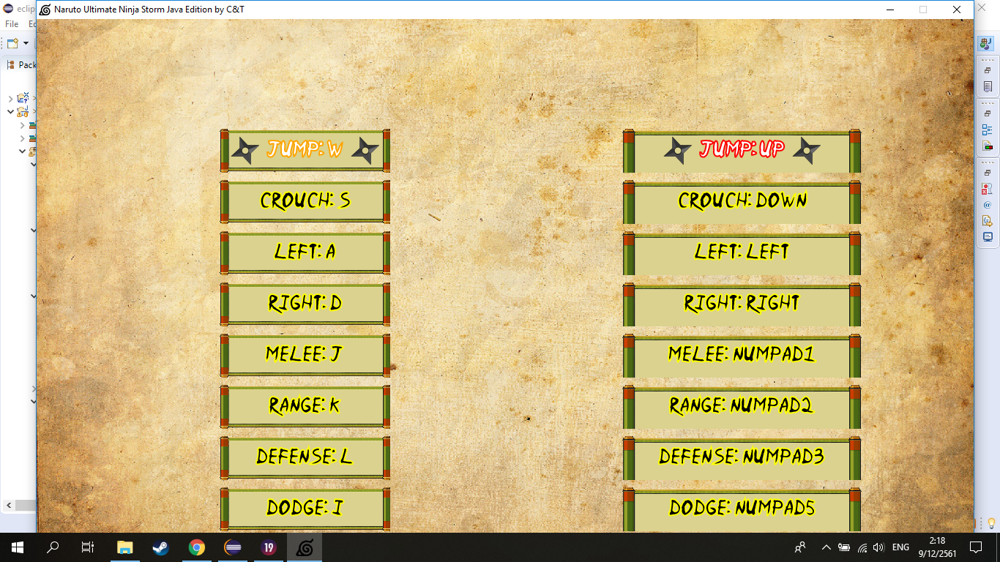 eclip
Naruto Ultimate Ninja Storm Java Edition by C&T
File
Pack
JUMP: W
CROUCH: S
LEFT: A
RIGHT: D
MELEE: J
RANGE: K
DEFENSE: L
DODGE: I
JUMP: UP
CROUCH: DOWN
LEFT: LEFT
RIGHT: RIGHT
MELEE: NUMPAD1
RANGE: NUMPAD2
DEFENSE: NUMPAD3
DODGE: NUMPAD5
19
ENG
2:18
9/12/2561